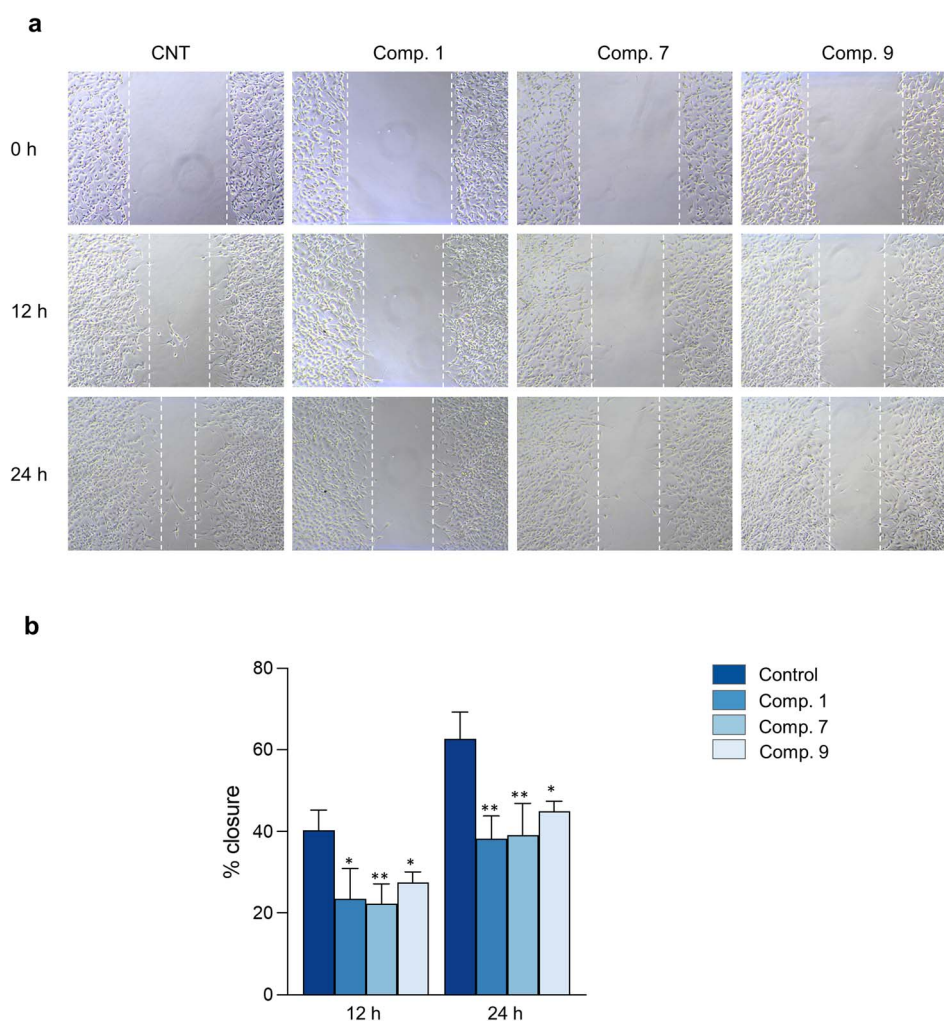 a
CNT Comp. 1 Comp. 7 Comp. 9
0 h
12 h
24 h
b
80
60
40
20
0
% closure
* ** *
** ** *
12 h 24 h
Control
Comp. 1
Comp. 7
Comp. 9